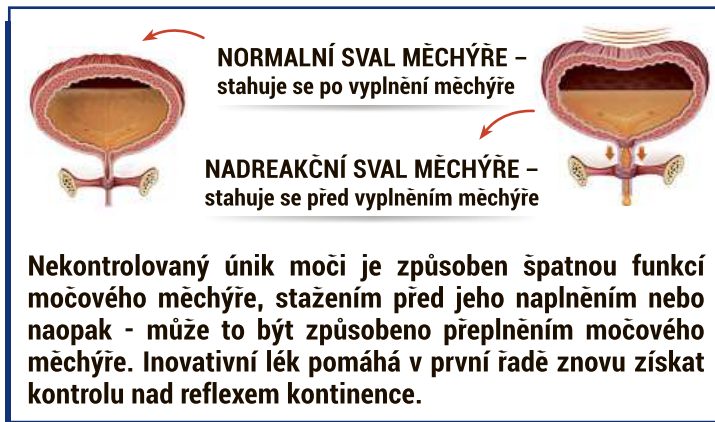 NORMALNÍ SVAL MĚCHÝŘE –
stahuje se po vyplnění měchýře
NADREAKČNÍ SVAL MĚCHÝŘE –
stahuje se před vyplněním měchýře
Nekontrolovaný únik moči je způsoben špatnou funkcí
močového měchýře, stažením před jeho naplněním nebo
naopak - může to být způsobeno přeplněním močového
měchýře. Inovativní lék pomáhá v první řadě znovu získat
kontrolu nad reflexem kontinence.